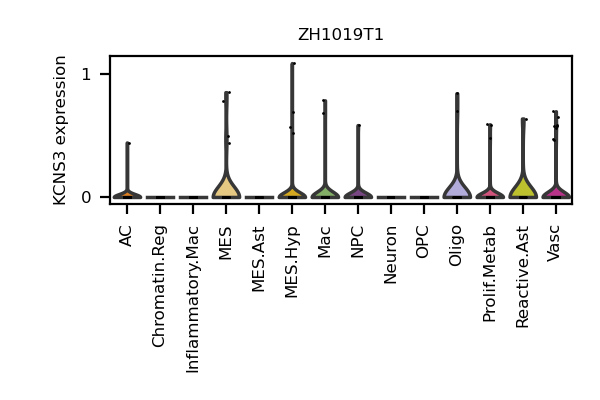 ZH1019T1
KCNS3 expression
1
0
AC
Chromatin.Reg
Inflammatory.Mac
MES
MES.Ast
MES.Hyp
Mac
NPC
Neuron
OPC
Oligo
Prolif.Metab
Reactive.Ast
Vasc